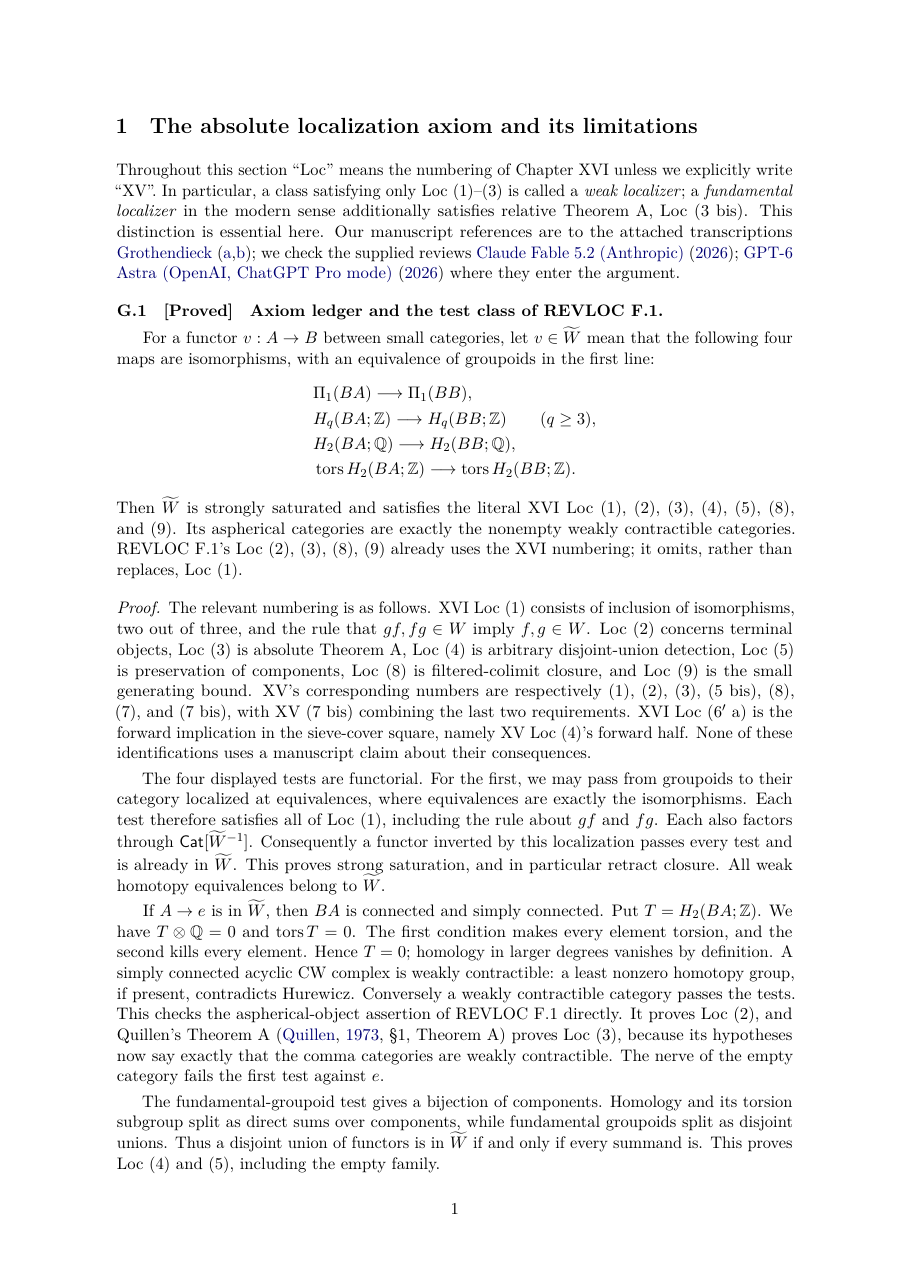 1 The absolute localization axiom and its limitations
Throughout this section “Loc” means the numbering of Chapter XVI unless we explicitly write
“XV”. In particular, a class satisfying only Loc (1)–(3) is called a weak localizer; a fundamental
localizer in the modern sense additionally satisfies relative Theorem A, Loc (3 bis). This
distinction is essential here. Our manuscript references are to the attached transcriptions
Grothendieck (a,b); we check the supplied reviews Claude Fable 5.2 (Anthropic) (2026); GPT-6
Astra (OpenAI, ChatGPT Pro mode) (2026) where they enter the argument.
G.1 [Proved] Axiom ledger and the test class of REVLOC F.1.
For a functor v : A → B between small categories, let v ∈ W̃ mean that the following four
maps are isomorphisms, with an equivalence of groupoids in the first line:
Π₁(BA) ⟶ Π₁(BB),
H_q(BA; ℤ) ⟶ H_q(BB; ℤ) (q ≥ 3),
H₂(BA; ℚ) ⟶ H₂(BB; ℚ),
tors H₂(BA; ℤ) ⟶ tors H₂(BB; ℤ).
Then W̃ is strongly saturated and satisfies the literal XVI Loc (1), (2), (3), (4), (5), (8),
and (9). Its aspherical categories are exactly the nonempty weakly contractible categories.
REVLOC F.1’s Loc (2), (3), (8), (9) already uses the XVI numbering; it omits, rather than
replaces, Loc (1).
Proof. The relevant numbering is as follows. XVI Loc (1) consists of inclusion of isomorphisms,
two out of three, and the rule that gf, fg ∈ W imply f, g ∈ W. Loc (2) concerns terminal
objects, Loc (3) is absolute Theorem A, Loc (4) is arbitrary disjoint-union detection, Loc (5)
is preservation of components, Loc (8) is filtered-colimit closure, and Loc (9) is the small
generating bound. XV’s corresponding numbers are respectively (1), (2), (3), (5 bis), (8),
(7), and (7 bis), with XV (7 bis) combining the last two requirements. XVI Loc (6′ a) is the
forward implication in the sieve-cover square, namely XV Loc (4)’s forward half. None of these
identifications uses a manuscript claim about their consequences.
The four displayed tests are functorial. For the first, we may pass from groupoids to their
category localized at equivalences, where equivalences are exactly the isomorphisms. Each
test therefore satisfies all of Loc (1), including the rule about gf and fg. Each also factors
through Cat[W̃⁻¹]. Consequently a functor inverted by this localization passes every test and
is already in W̃. This proves strong saturation, and in particular retract closure. All weak
homotopy equivalences belong to W̃.
If A → e is in W̃, then BA is connected and simply connected. Put T = H₂(BA; ℤ). We
have T ⊗ ℚ = 0 and tors T = 0. The first condition makes every element torsion, and the
second kills every element. Hence T = 0; homology in larger degrees vanishes by definition. A
simply connected acyclic CW complex is weakly contractible: a least nonzero homotopy group,
if present, contradicts Hurewicz. Conversely a weakly contractible category passes the tests.
This checks the aspherical-object assertion of REVLOC F.1 directly. It proves Loc (2), and
Quillen’s Theorem A (Quillen, 1973, §1, Theorem A) proves Loc (3), because its hypotheses
now say exactly that the comma categories are weakly contractible. The nerve of the empty
category fails the first test against e.
The fundamental-groupoid test gives a bijection of components. Homology and its torsion
subgroup split as direct sums over components, while fundamental groupoids split as disjoint
unions. Thus a disjoint union of functors is in W̃ if and only if every summand is. This proves
Loc (4) and (5), including the empty family.
1